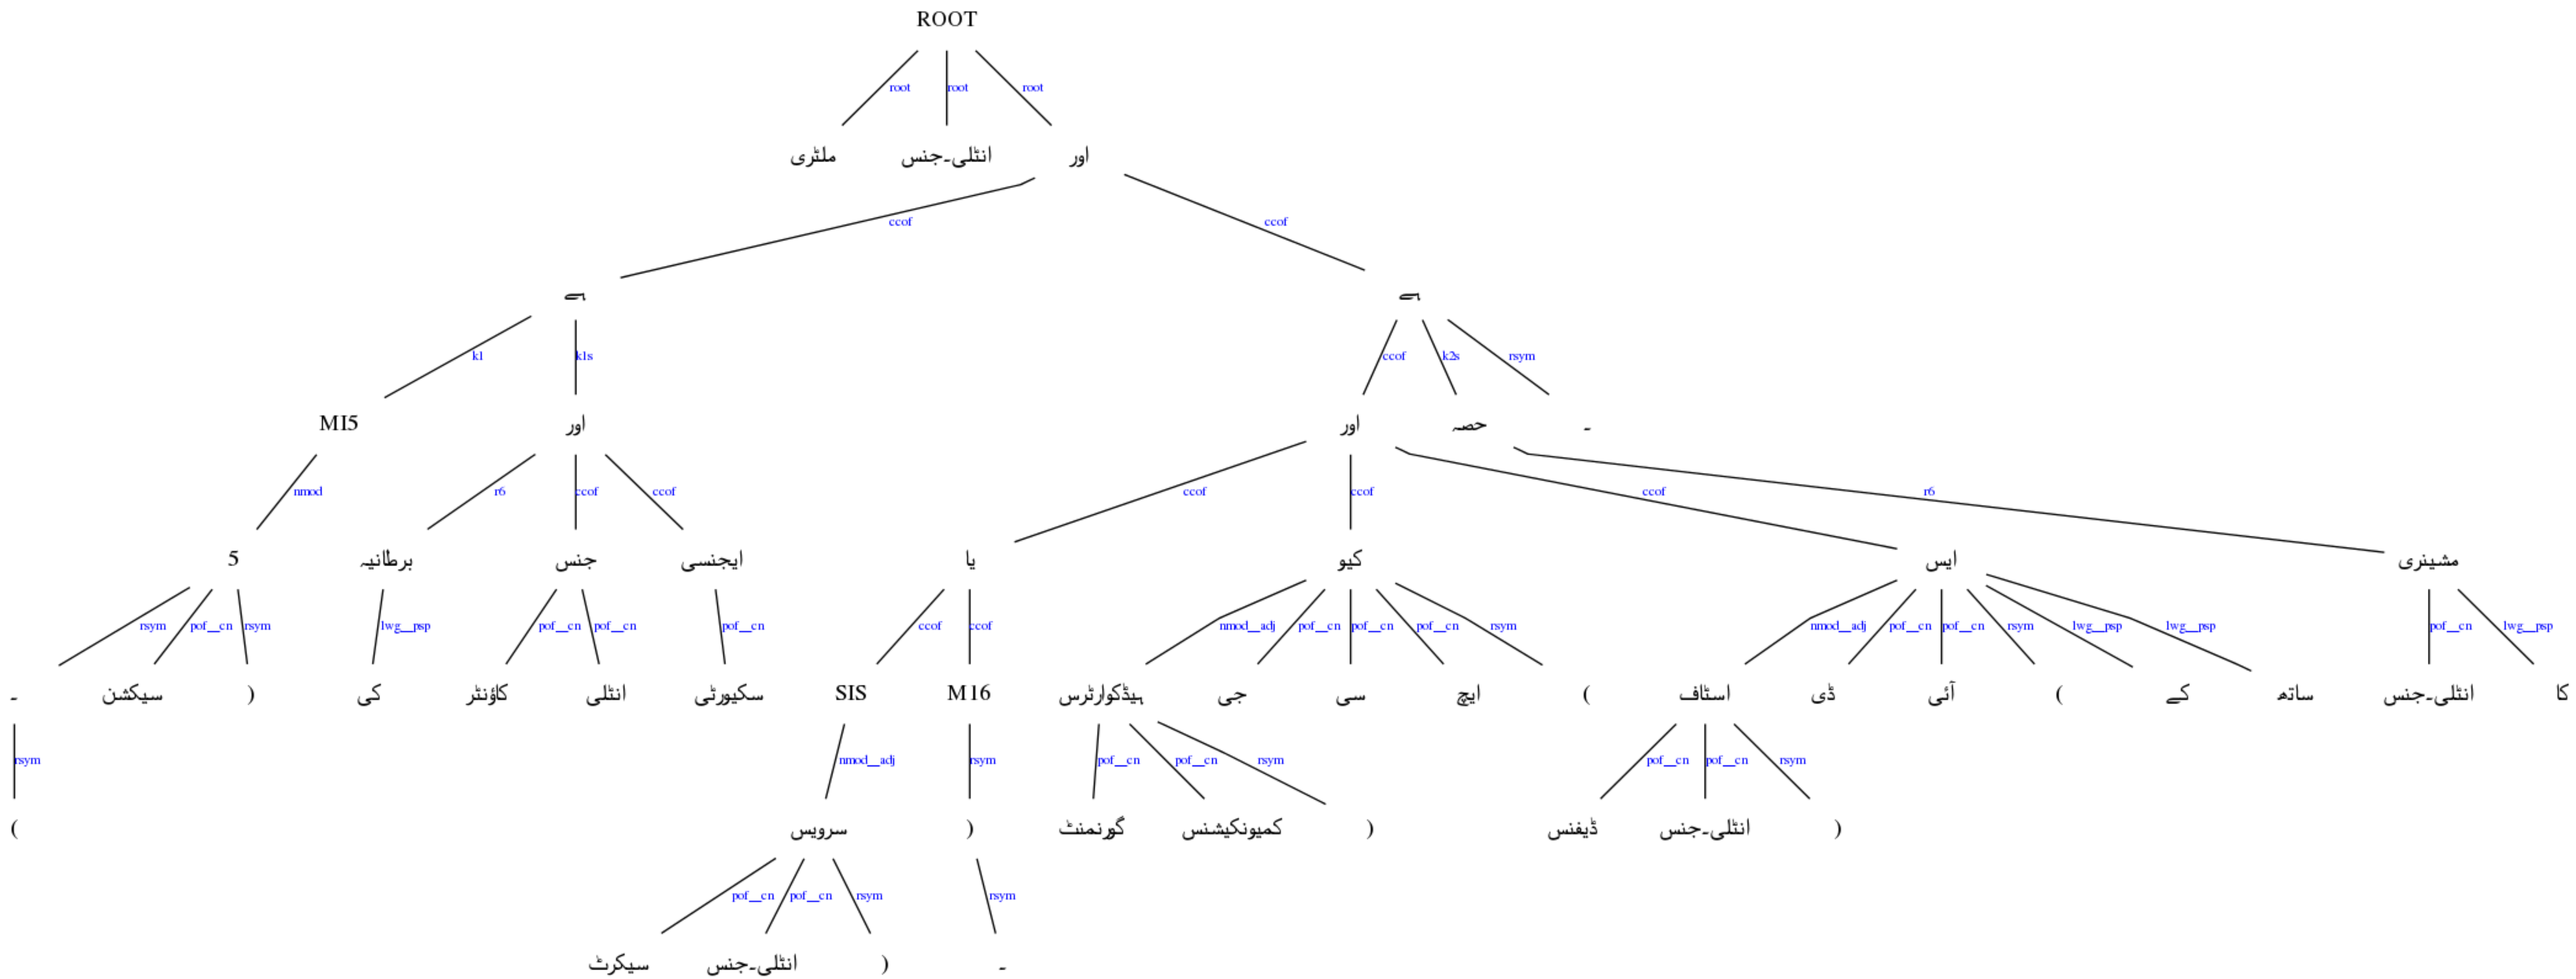 ROOT
root root root
ملٹری انٹلی۔جنس اور
ccof ccof
ہے ہے
k1 k1s ccof k2s rsym
MI5 اور اور حصہ ۔
nmod r6 ccof ccof ccof ccof ccof r6
5 برطانیہ جنس ایجنسی یا کیو ایس مشینری
rsym pof__cn rsym lwg__psp pof__cn pof__cn pof__cn ccof ccof nmod__adj pof__cn pof__cn pof__cn rsym nmod__adj pof__cn pof__cn rsym lwg__psp lwg__psp pof__cn lwg__psp
۔ سیکشن ) کی کاؤنٹر انٹلی سکیورٹی SIS M16 ہیڈکوارٹرس جی سی ایچ ( اسٹاف ڈی آئی ( کے ساتھ انٹلی۔جنس کا
rsym nmod__adj rsym pof__cn pof__cn rsym pof__cn pof__cn rsym
( سرویس ) گورنمنٹ کمیونکیشنس ) ڈیفنس انٹلی۔جنس )
pof__cn pof__cn rsym rsym
سیکرٹ انٹلی۔جنس ) ۔